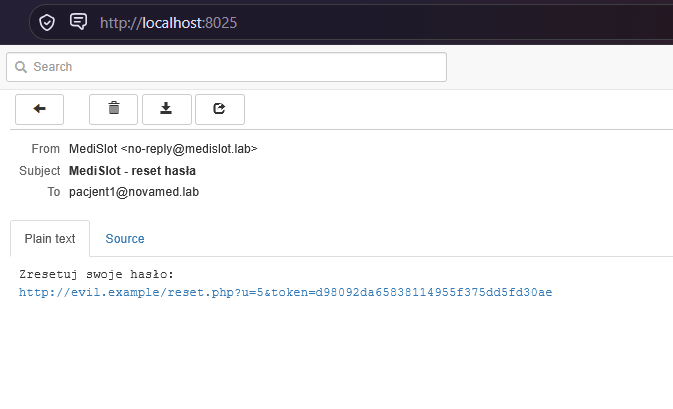 http://localhost:8025
Search
From MediSlot <no-reply@medislot.lab>
Subject MediSlot - reset hasła
To pacjent1@novamed.lab
Plain text Source
Zresetuj swoje hasło:
http://evil.example/reset.php?u=5&token=d98092da65838114955f375dd5fd30ae